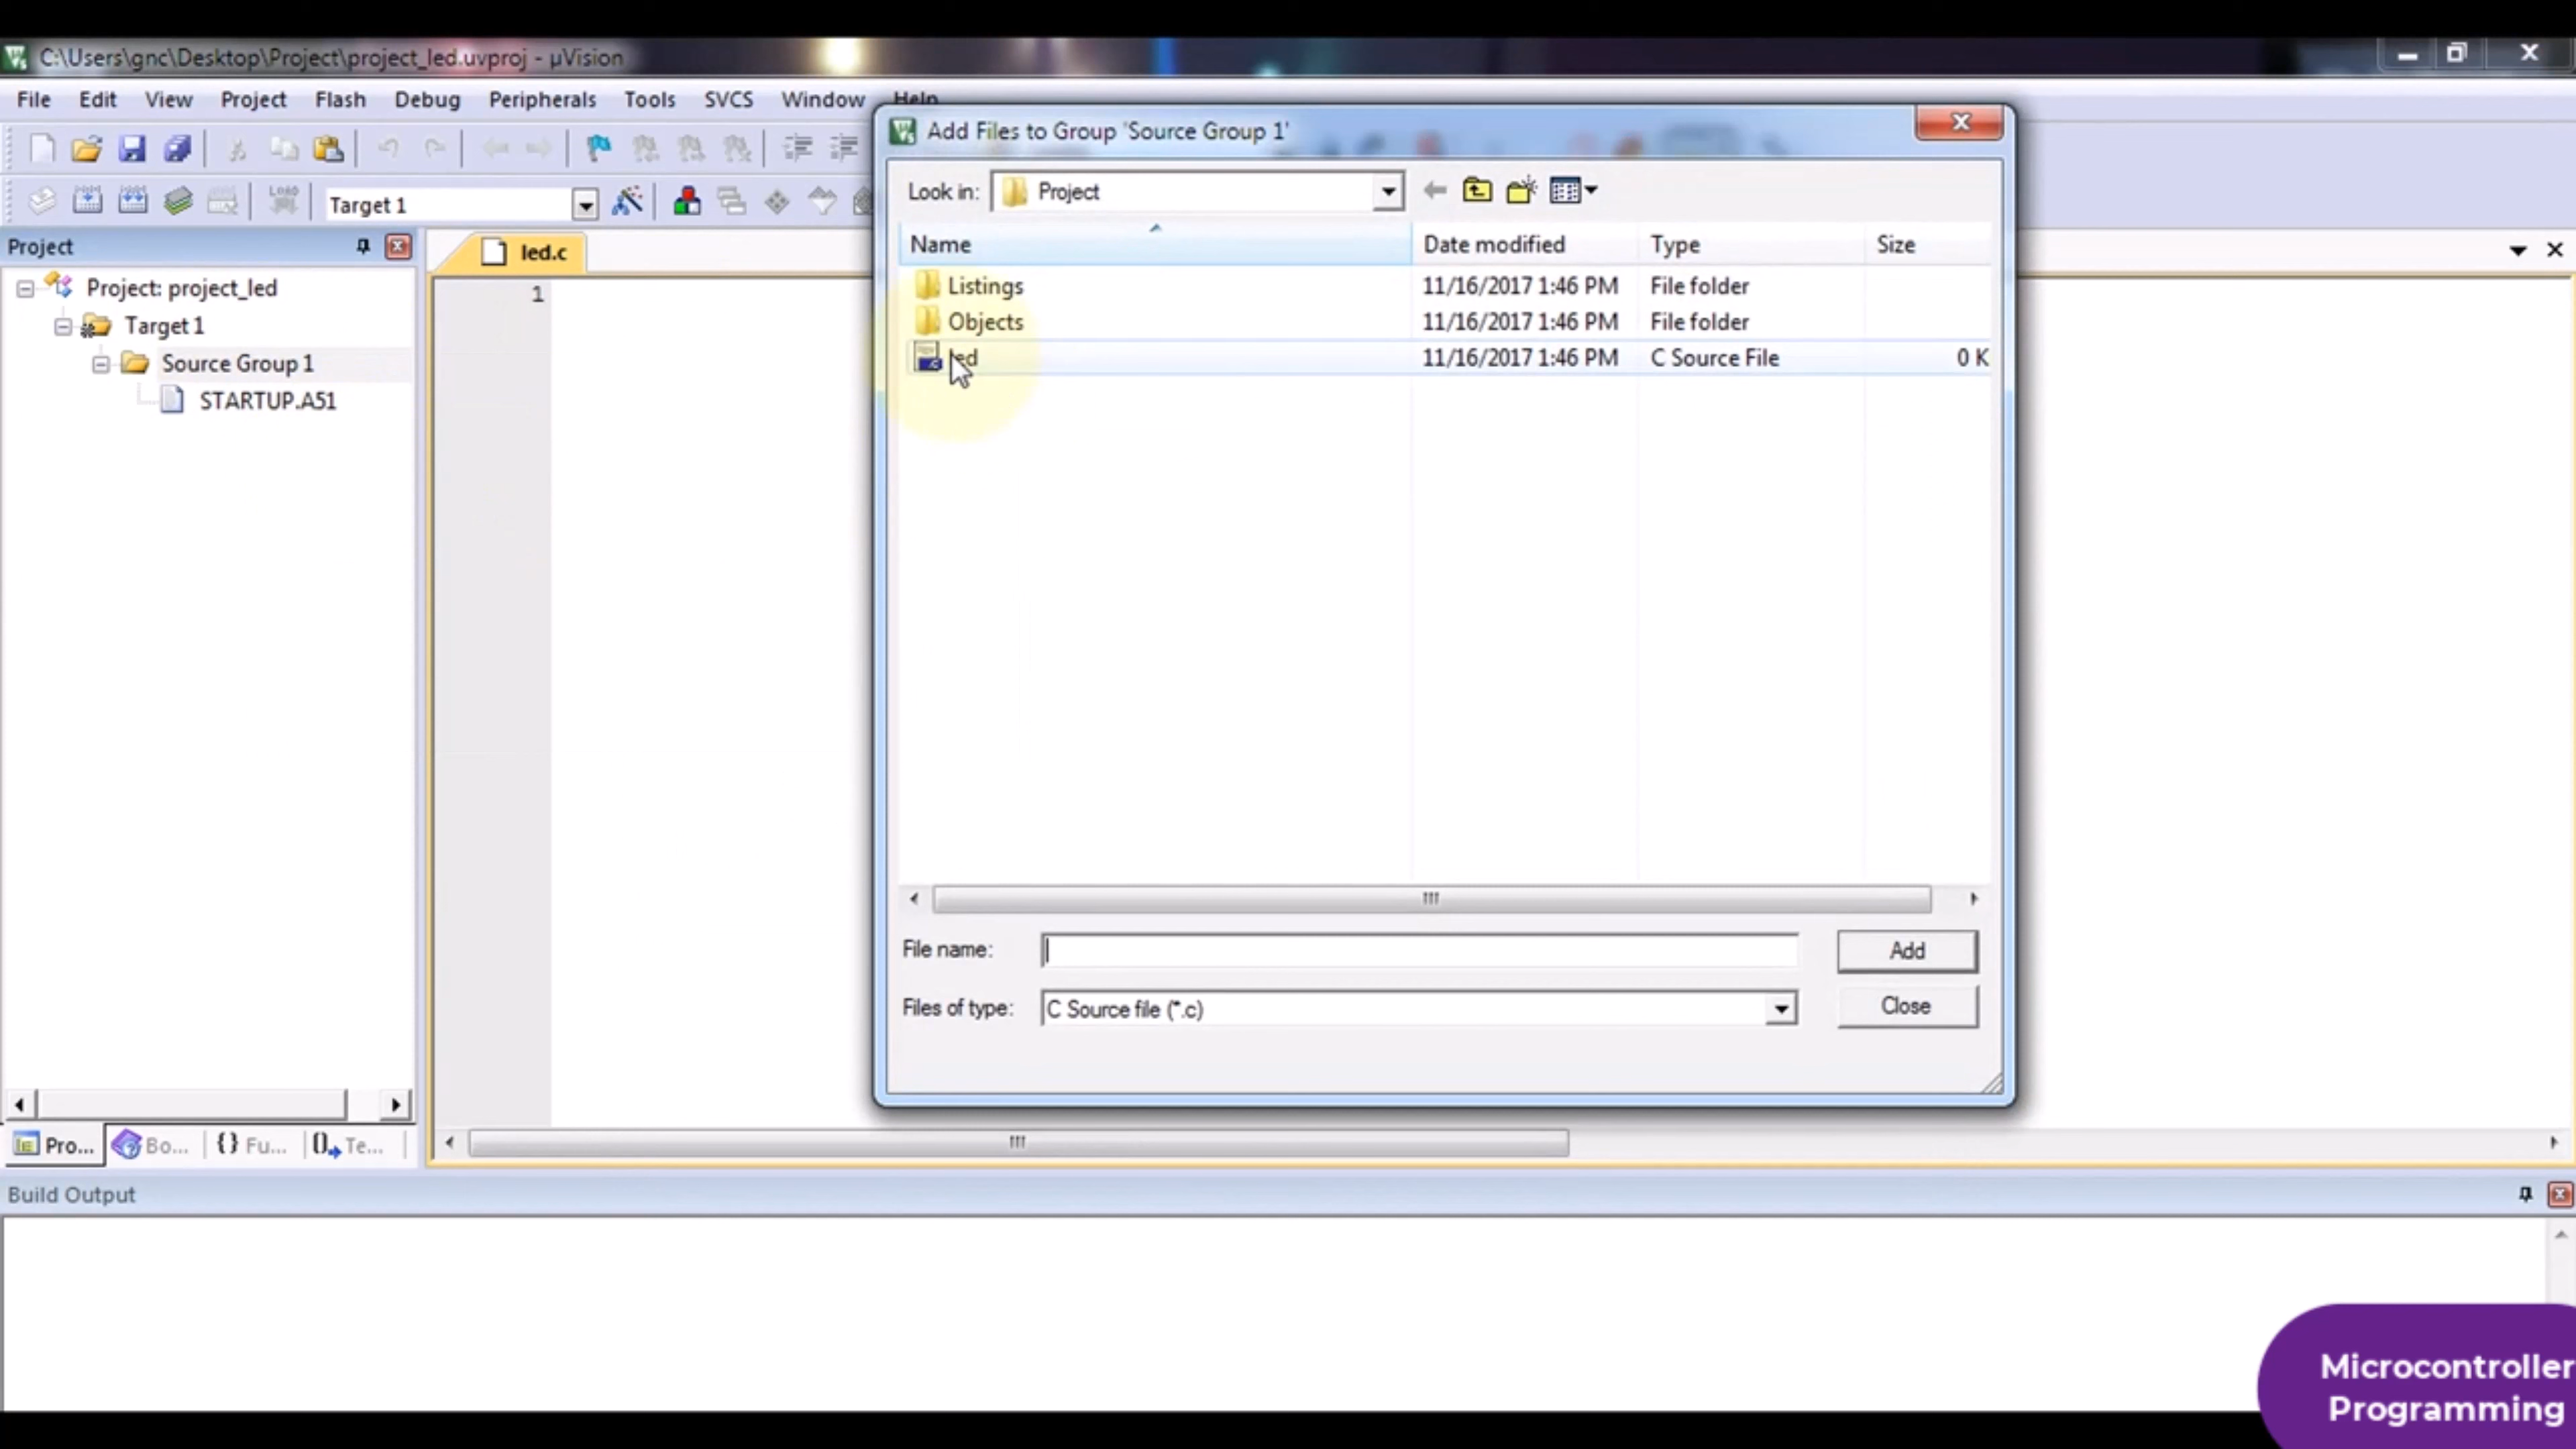 C:\Users\gnc\Desktop\Project\project_led.uvproj - µVision
File Edit View Project Flash Debug Peripherals Tools SVCS Window Help
Add Files to Group 'Source Group 1'
Look in: Project
LOAD
Target 1
Project
led.c
Name Date modified Type Size
Project: project_led
1
Listings 11/16/2017 1:46 PM File folder
Target 1
Objects 11/16/2017 1:46 PM File folder
Source Group 1
led 11/16/2017 1:46 PM C Source File 0 K
STARTUP.A51
File name: Add
Files of type: C Source file (*.c) Close
Pro... Bo... {} Fu... Te...
Build Output
Microcontroller
Programming